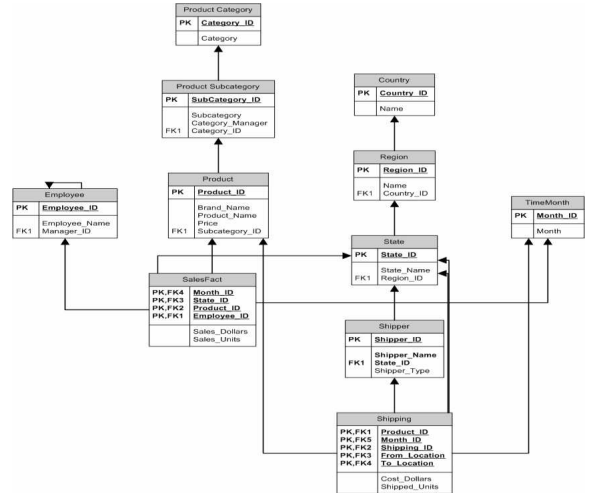 Product Category
PK Category_ID
Category
Product Subcategory
PK SubCategory_ID
Subcategory
Category_Manager
FK1 Category_ID
Country
PK Country_ID
Name
Product
PK Product_ID
Brand_Name
Product_Name
Price
FK1 Subcategory_ID
Region
PK Region_ID
Name
FK1 Country_ID
Employee
PK Employee_ID
Employee_Name
FK1 Manager_ID
TimeMonth
PK Month_ID
Month
State
PK State_ID
State_Name
FK1 Region_ID
SalesFact
PK,FK4 Month_ID
PK,FK3 State_ID
PK,FK2 Product_ID
PK,FK1 Employee_ID
Sales_Dollars
Sales_Units
Shipper
PK Shipper_ID
Shipper_Name
FK1 State_ID
Shipper_Type
Shipping
PK,FK1 Product_ID
PK,FK5 Month_ID
PK,FK2 Shipping_ID
PK,FK3 From_Location
PK,FK4 To_Location
Cost_Dollars
Shipped_Units